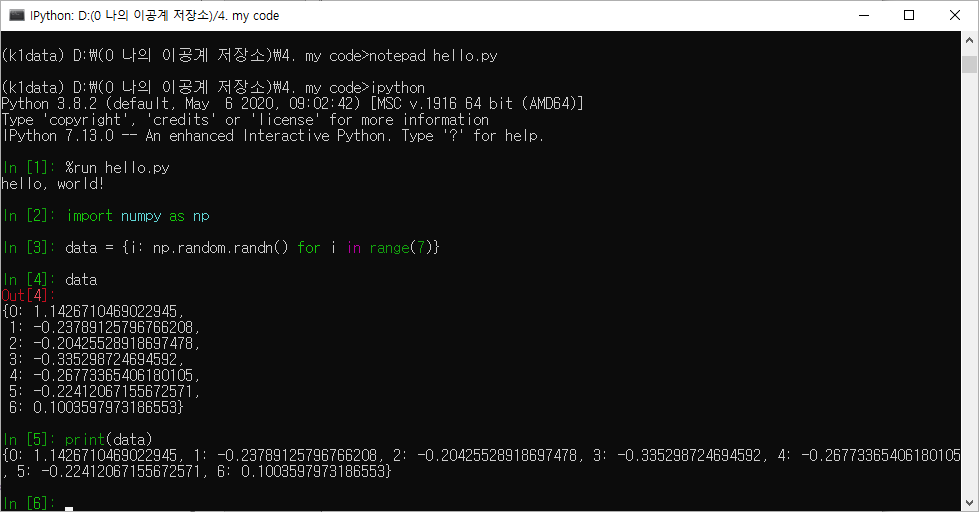 IPython: D:(0 나의 이공계 저장소)/4. my code
(k1data) D:₩(0 나의 이공계 저장소)₩4. my code>notepad hello.py
(k1data) D:₩(0 나의 이공계 저장소)₩4. my code>ipython
Python 3.8.2 (default, May  6 2020, 09:02:42) [MSC v.1916 64 bit (AMD64)]
Type 'copyright', 'credits' or 'license' for more information
IPython 7.13.0 -- An enhanced Interactive Python. Type '?' for help.
In [1]: %run hello.py
hello, world!
In [2]: import numpy as np
In [3]: data = {i: np.random.randn() for i in range(7)}
In [4]: data
Out[4]:
{0: 1.1426710469022945,
 1: -0.23789125796766208,
 2: -0.20425528918697478,
 3: -0.335298724694592,
 4: -0.26773365406180105,
 5: -0.22412067155672571,
 6: 0.1003597973186553}
In [5]: print(data)
{0: 1.1426710469022945, 1: -0.23789125796766208, 2: -0.20425528918697478, 3: -0.335298724694592, 4: -0.26773365406180105
, 5: -0.22412067155672571, 6: 0.1003597973186553}
In [6]: